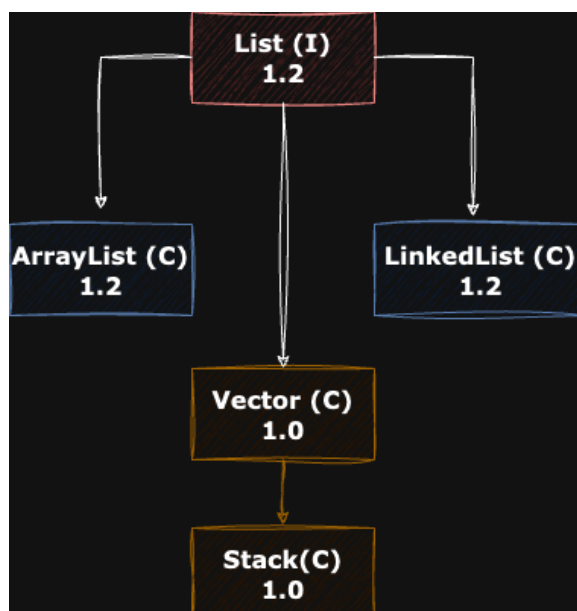 List (I)
1.2
ArrayList (C)
1.2
LinkedList (C)
1.2
Vector (C)
1.0
Stack(C)
1.0